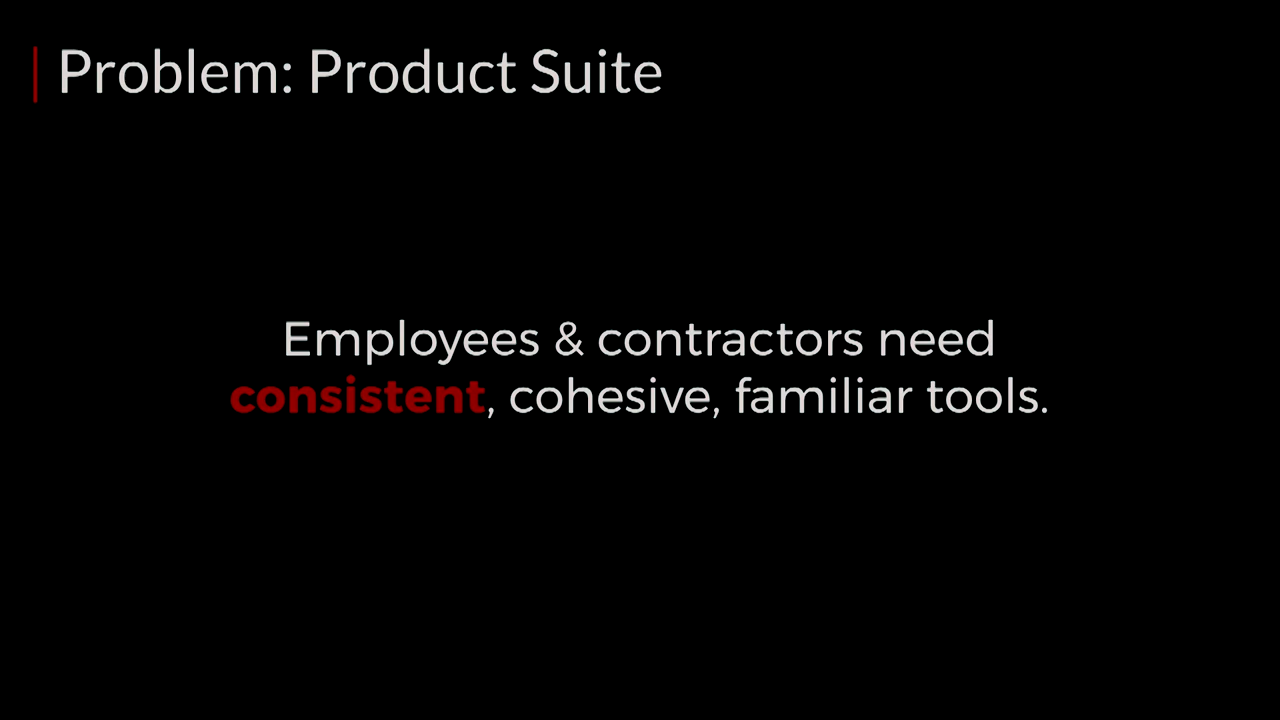 Problem: Product Suite
Employees & contractors need
consistent, cohesive, familiar tools.